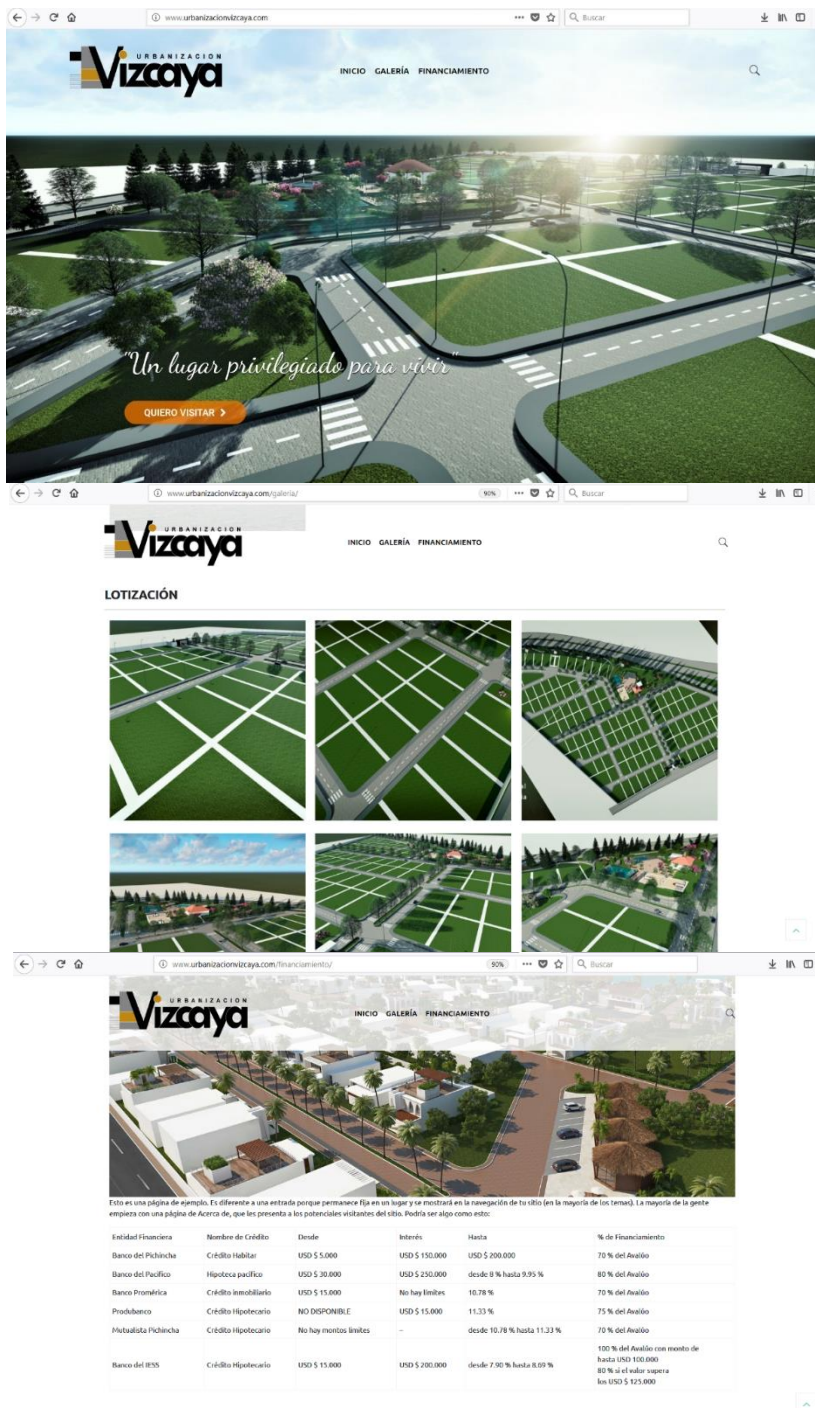 www.urbanizacionvizcaya.com
Buscar
URBANIZACION
Vizcaya
INICIO GALERÍA FINANCIAMIENTO
"Un lugar privilegiado para vivir"
QUIERO VISITAR >
www.urbanizacionvizcaya.com/galeria/
90%
Buscar
URBANIZACION
Vizcaya
INICIO GALERÍA FINANCIAMIENTO
LOTIZACIÓN
www.urbanizacionvizcaya.com/financiamiento/
90%
Buscar
URBANIZACION
Vizcaya
INICIO GALERÍA FINANCIAMIENTO
Esto es una página de ejemplo. Es diferente a una entrada porque permanece fija en un lugar y se mostrará en la navegación de tu sitio (en la mayoría de los temas). La mayoría de la gente
empieza con una página de Acerca de, que les presenta a los potenciales visitantes del sitio. Podría ser algo como esto:
Entidad Financiera Nombre de Crédito Desde Interés Hasta % de Financiamiento
Banco del Pichincha Crédito Habitar USD $ 5.000 USD $ 150.000 USD $ 200.000 70 % del Avalúo
Banco del Pacifico Hipoteca pacifico USD $ 30.000 USD $ 250.000 desde 8 % hasta 9.95 % 80 % del Avalúo
Banco Promérica Crédito inmobiliario USD $ 15.000 No hay limites 10.78 % 70 % del Avalúo
Produbanco Crédito Hipotecario NO DISPONIBLE USD $ 15.000 11.33 % 75 % del Avalúo
Mutualista Pichincha Crédito Hipotecario No hay montos limites – desde 10.78 % hasta 11.33 % 70 % del Avalúo
Banco del IESS Crédito Hipotecario USD $ 15.000 USD $ 200.000 desde 7.90 % hasta 8.69 % 100 % del Avalúo con monto de
hasta USD 100.000
80 % si el valor supera
los USD $ 125.000